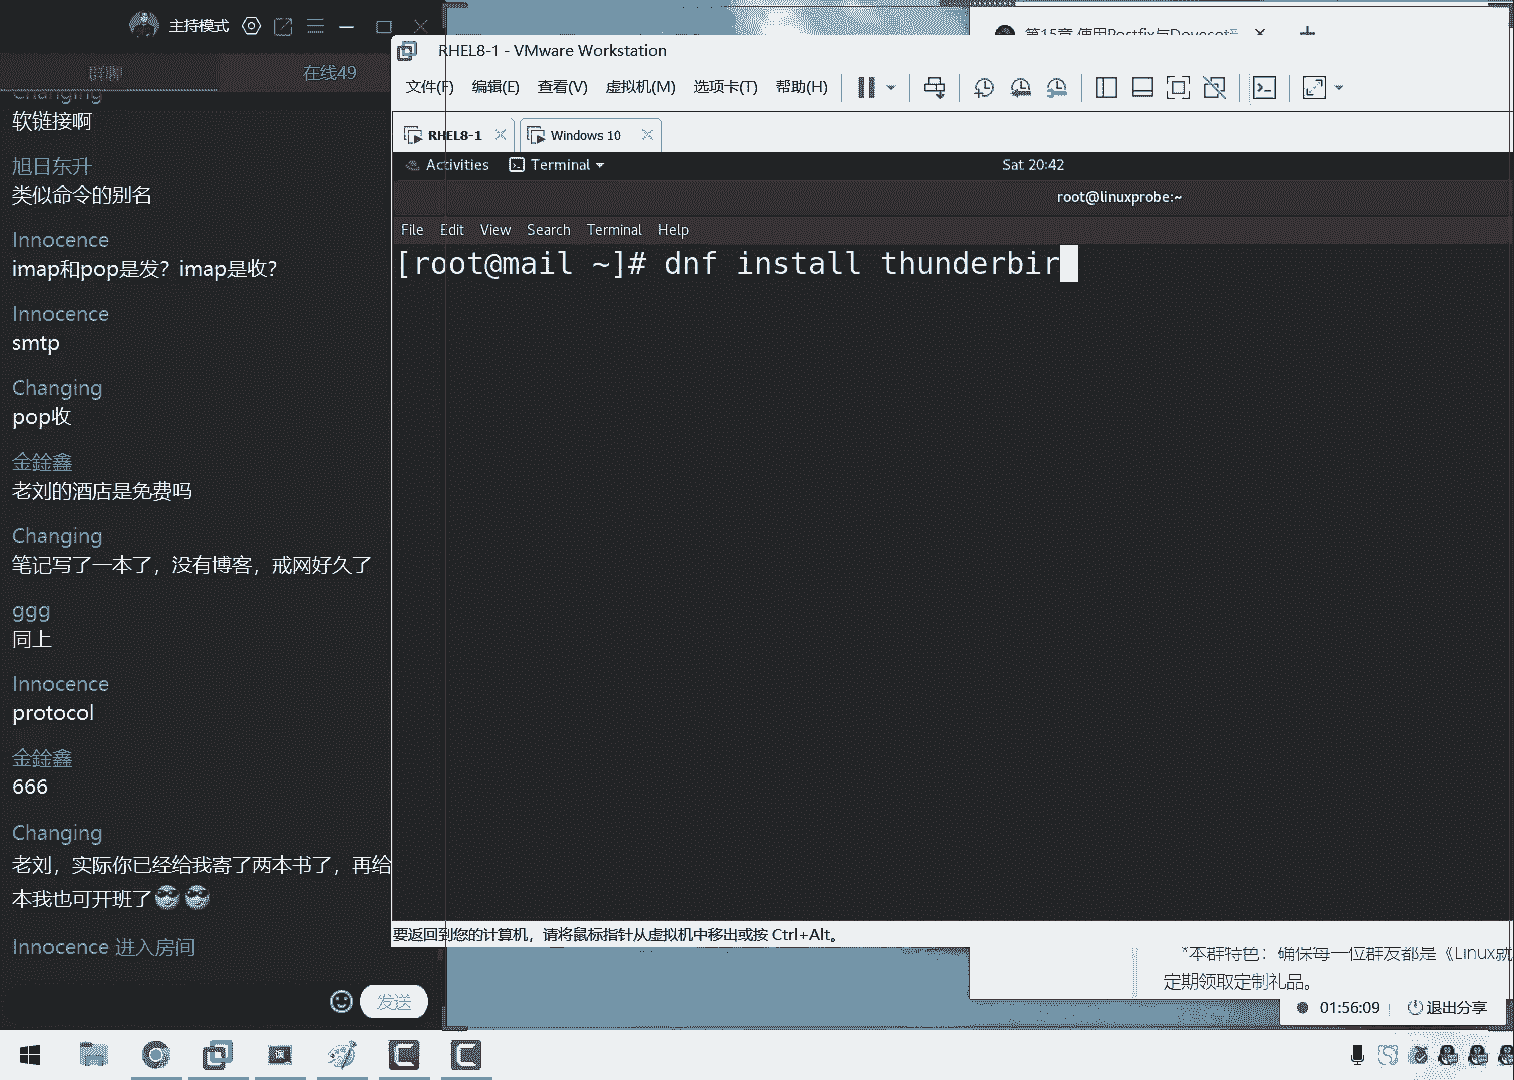 主持模式
群聊
在线49
Changing
软链接啊
旭日东升
类似命令的别名
Innocence
imap和pop是发？imap是收？
Innocence
smtp
Changing
pop收
金鍂鑫
老刘的酒店是免费吗
Changing
笔记写了一本了，没有博客，戒网好久了
ggg
同上
Innocence
protocol
金鍂鑫
666
Changing
老刘，实际你已经给我寄了两本书了，再给
本我也可开班了
Innocence 进入房间
发送
第15章 使用Postfix与Dovecot
RHEL8-1 - VMware Workstation
文件(F) 编辑(E) 查看(V) 虚拟机(M) 选项卡(T) 帮助(H)
RHEL8-1
Windows 10
Activities
Terminal
Sat 20:42
root@linuxprobe:~
File Edit View Search Terminal Help
[root@mail ~]# dnf install thunderbir
要返回到您的计算机，请将鼠标指针从虚拟机中移出或按 Ctrl+Alt。
*本群特色：确保每一位群友都是《Linux就
定期领取定制礼品。
01:56:09
退出分享